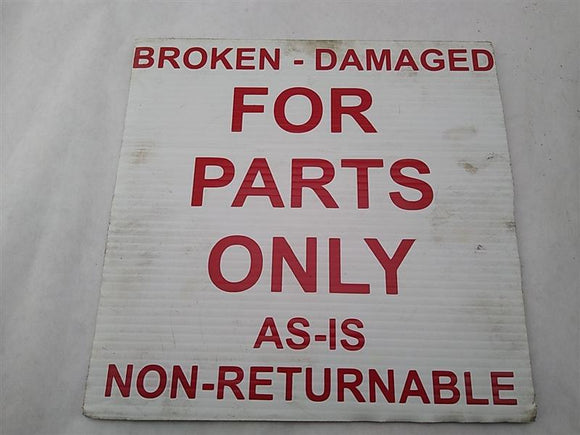 BROKEN - DAMAGED
FOR
PARTS
ONLY
AS-IS
NON-RETURNABLE